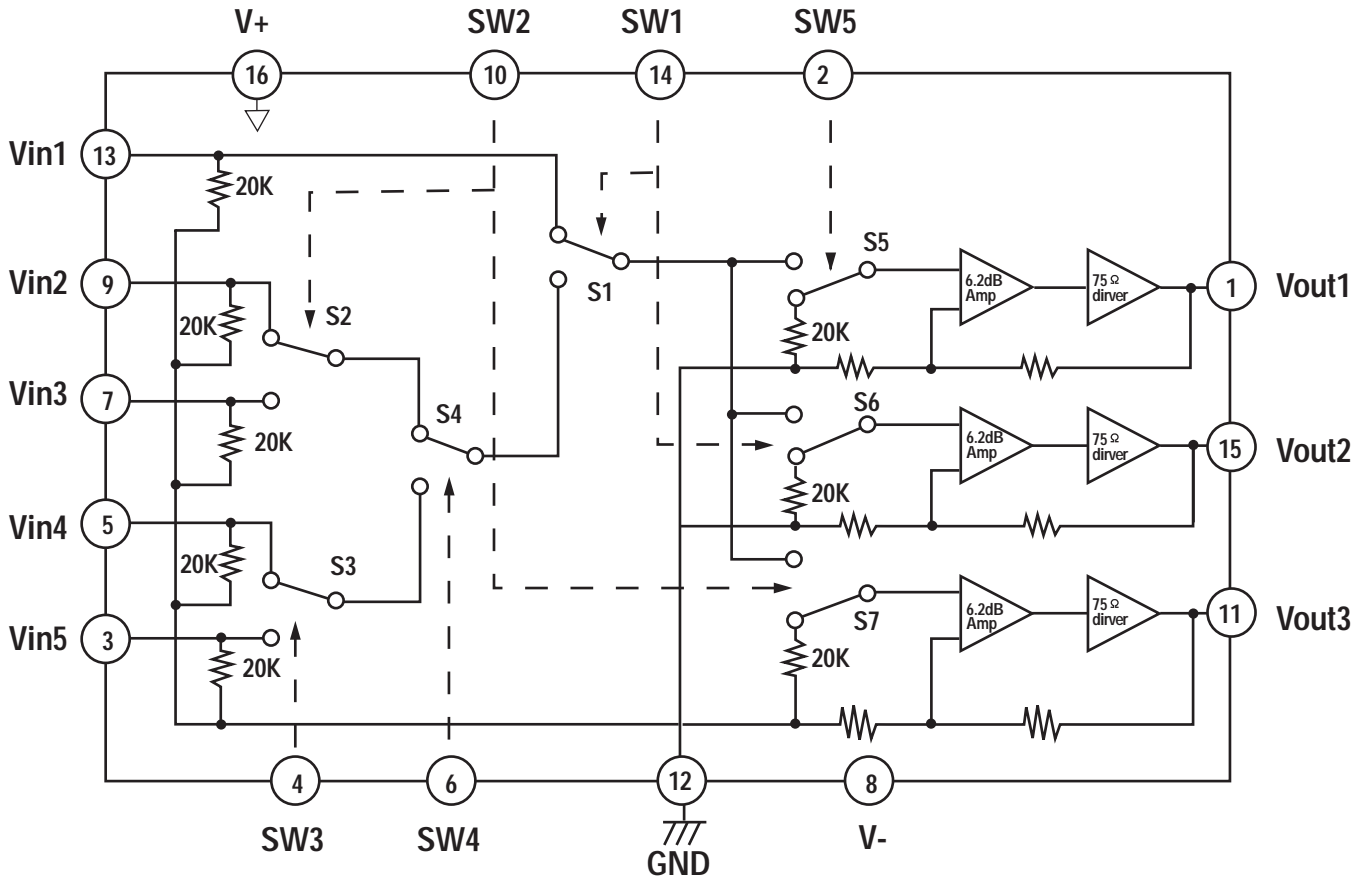 V+
SW2
SW1
SW5
16
10
14
2
Vin1
13
20K
S5
Vin2
9
S1
6.2dB
Amp
75 Ω
dirver
1
Vout1
20K
S2
20K
Vin3
7
S4
S6
20K
6.2dB
Amp
75 Ω
dirver
15
Vout2
20K
Vin4
5
20K
S3
6.2dB
Amp
75 Ω
dirver
11
Vout3
S7
Vin5
3
20K
20K
4
6
12
8
SW3
SW4
GND
V-